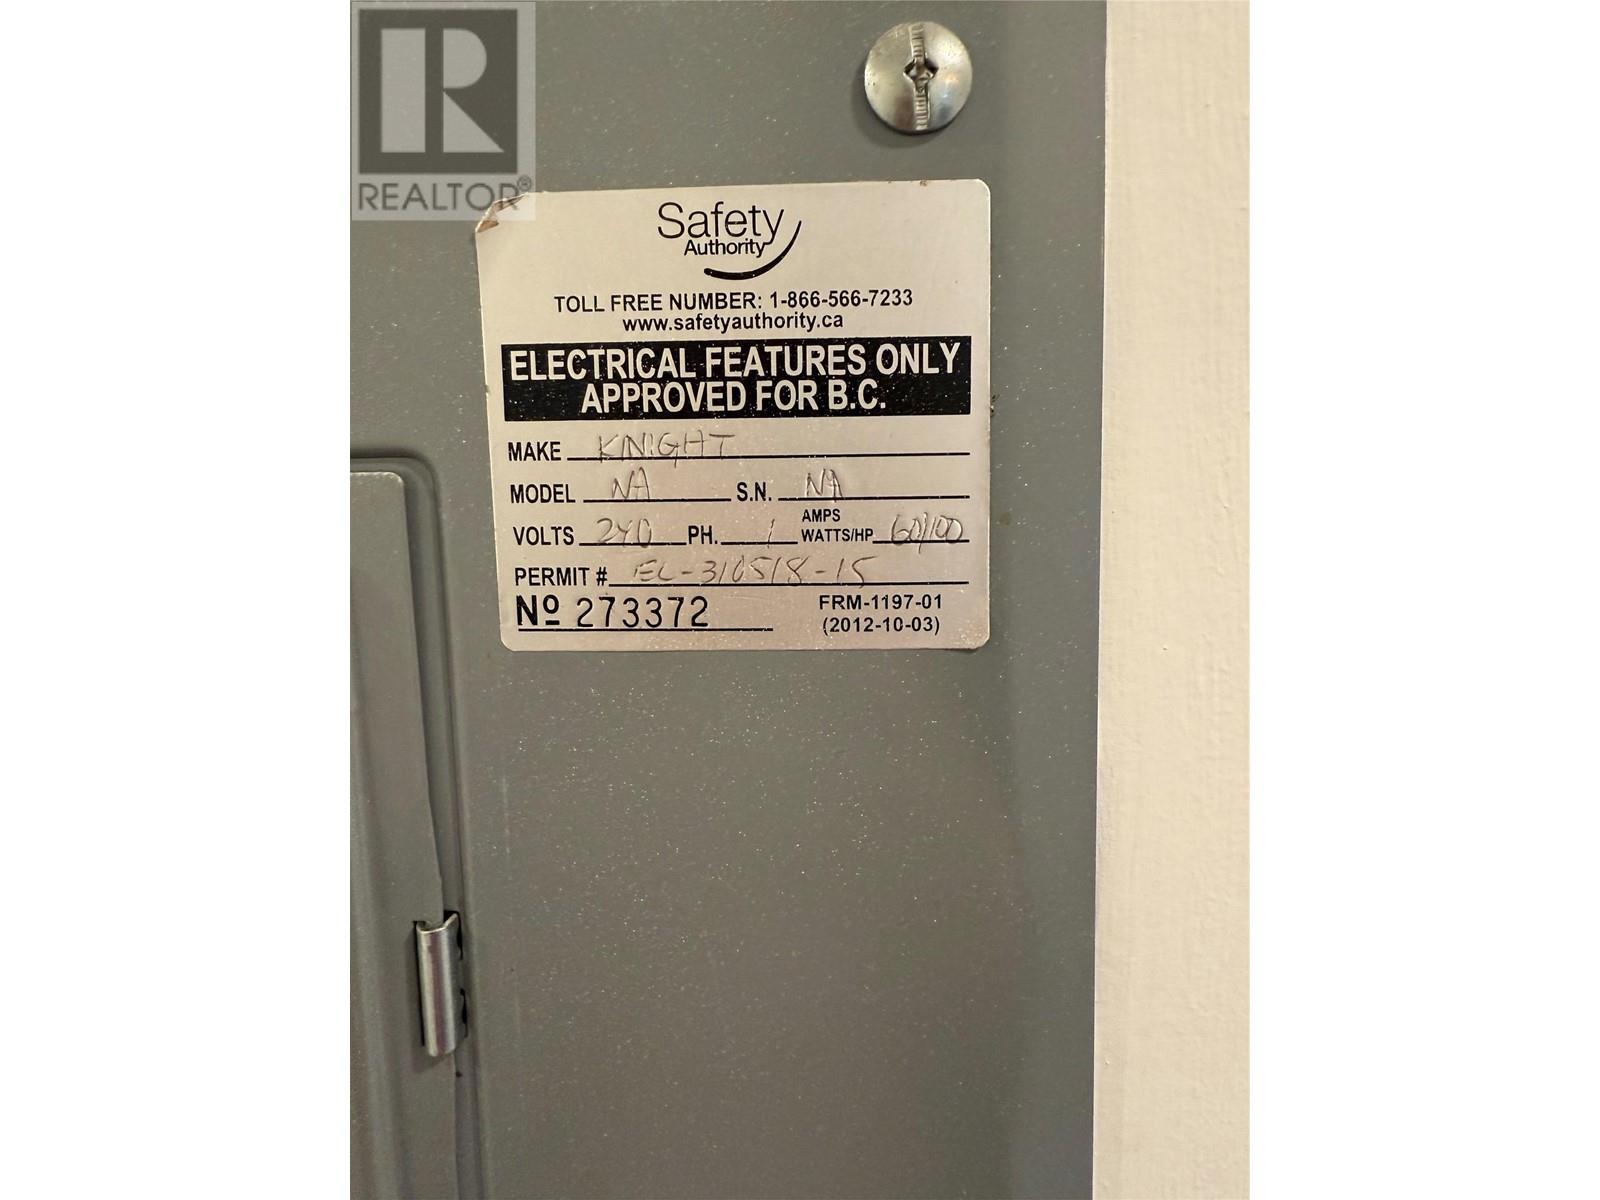 REALTOR®
Safety
Authority
TOLL FREE NUMBER: 1-866-566-7233
www.safetyauthority.ca
ELECTRICAL FEATURES ONLY
APPROVED FOR B.C.
MAKE KNIGHT
MODEL NA S.N. NA
VOLTS 240 PH. 1 AMPS WATTS/HP 60/100
PERMIT # EL-310518-15
Nº 273372 FRM-1197-01
(2012-10-03)